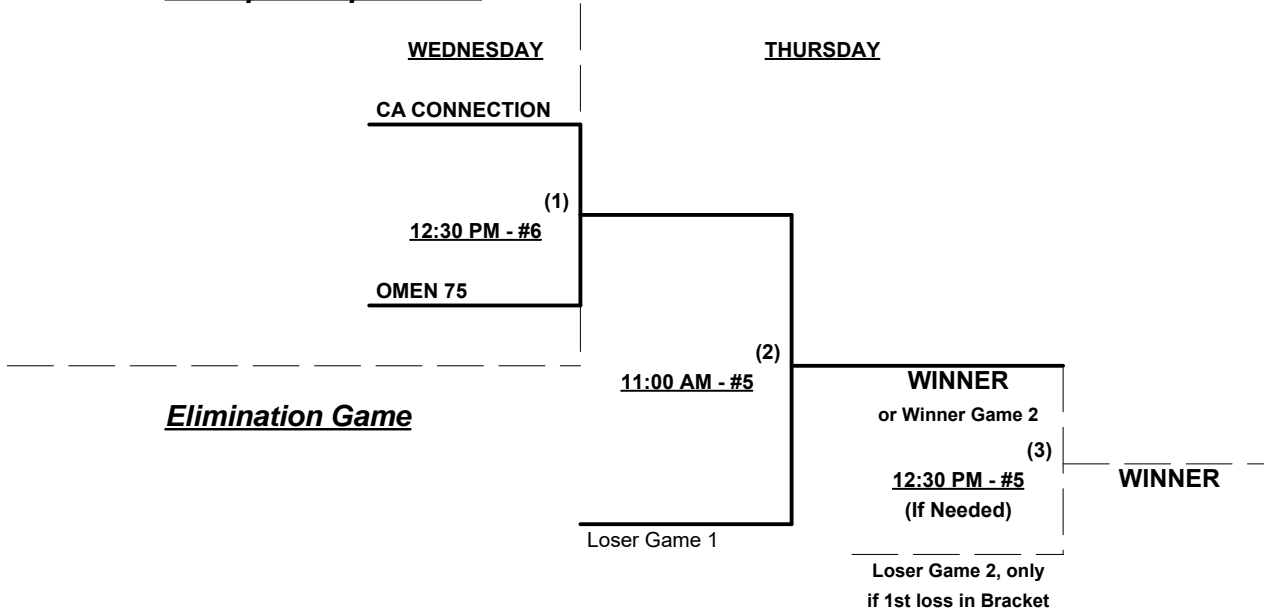 WEDNESDAY THURSDAY
CA CONNECTION
(1)
12:30 PM - #6
OMEN 75
(2)
11:00 AM - #5
WINNER
or Winner Game 2
Elimination Game
(3)
12:30 PM - #5
WINNER
(If Needed)
Loser Game 1
Loser Game 2, only
if 1st loss in Bracket